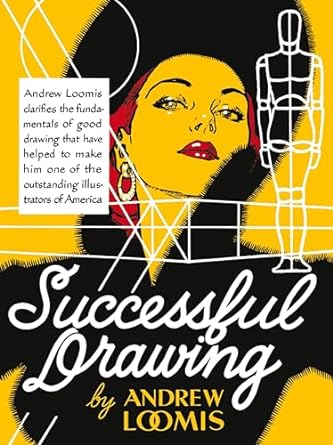 Andrew Loomis
clarifies the funda-
mentals of good
drawing that have
helped to make
him one of the
outstanding illus-
trators of America
Successful
Drawing
by ANDREW
LOOMIS